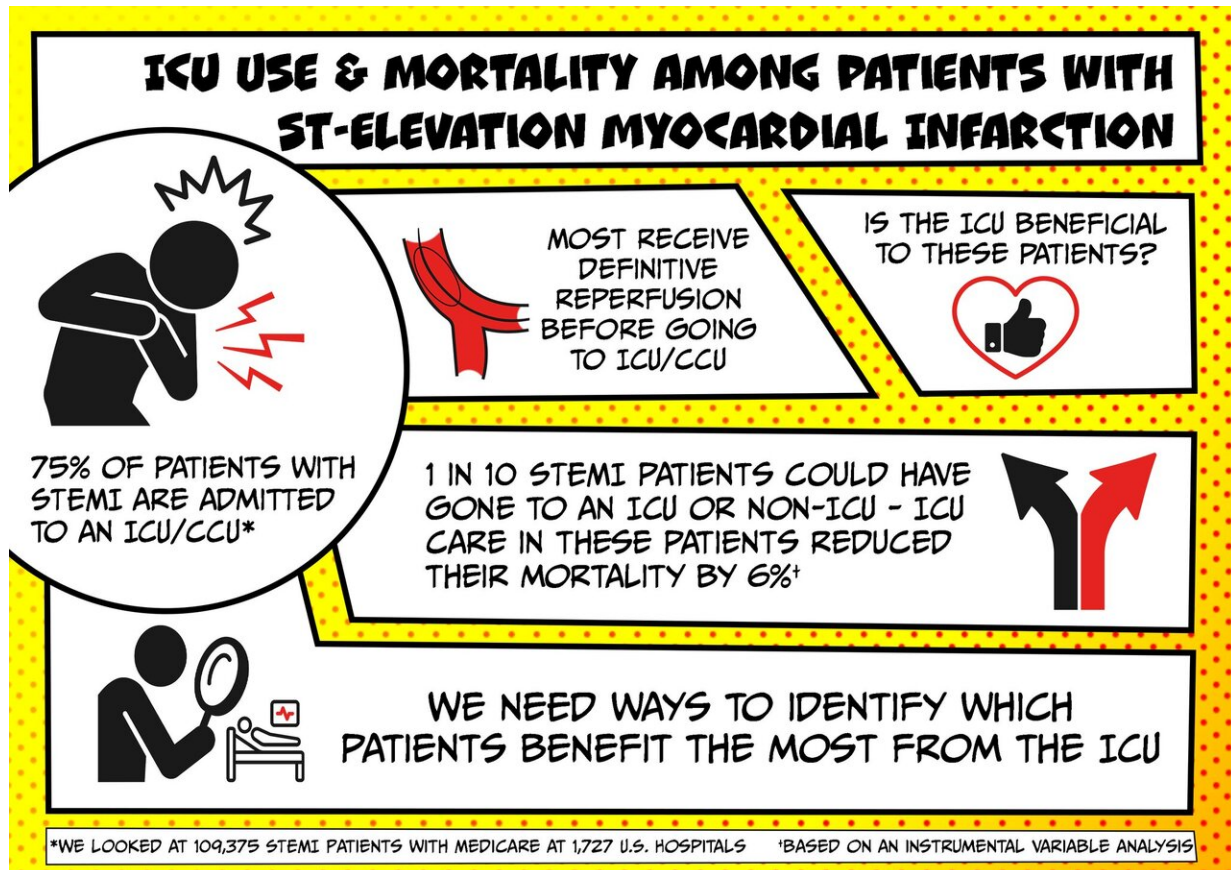 ICU USE & MORTALITY AMONG PATIENTS WITH
ST-ELEVATION MYOCARDIAL INFARCTION
75% OF PATIENTS WITH
STEMI ARE ADMITTED
TO AN ICU/CCU*
MOST RECEIVE
DEFINITIVE
REPERFUSION
BEFORE GOING
TO ICU/CCU
IS THE ICU BENEFICIAL
TO THESE PATIENTS?
1 IN 10 STEMI PATIENTS COULD HAVE
GONE TO AN ICU OR NON-ICU - ICU
CARE IN THESE PATIENTS REDUCED
THEIR MORTALITY BY 6%†
WE NEED WAYS TO IDENTIFY WHICH
PATIENTS BENEFIT THE MOST FROM THE ICU
*WE LOOKED AT 109,375 STEMI PATIENTS WITH MEDICARE AT 1,727 U.S. HOSPITALS †BASED ON AN INSTRUMENTAL VARIABLE ANALYSIS